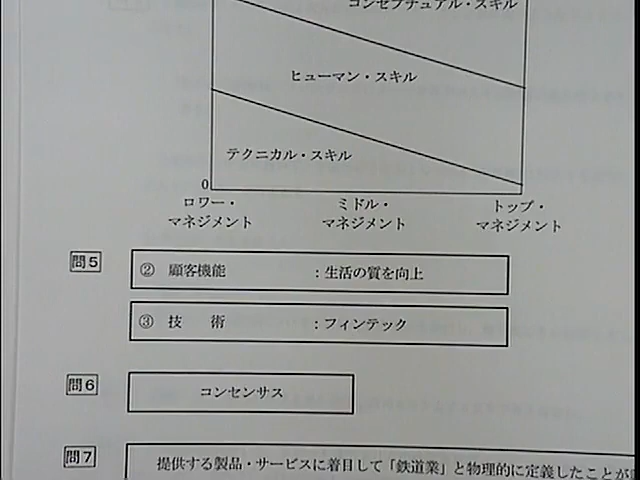 コンセプチュアル・スキル
ヒューマン・スキル
テクニカル・スキル
0
ロワー・
マネジメント
ミドル・
マネジメント
トップ・
マネジメント
問5
② 顧客機能 : 生活の質を向上
③ 技 術 : フィンテック
問6
コンセンサス
問7
提供する製品・サービスに着目して「鉄道業」と物理的に定義したことが